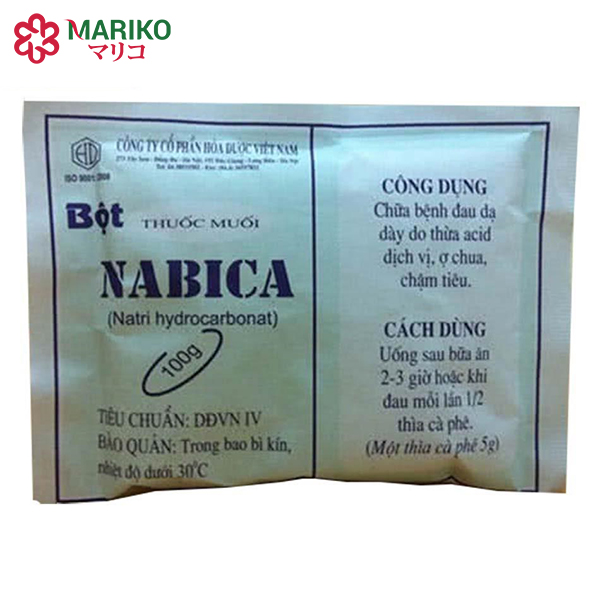 MARIKO
マリコ
CÔNG TY CỔ PHẦN HÓA DƯỢC VIỆT NAM
ISO 9001:2008
Bột THUỐC MUỐI
NABICA
(Natri hydrocarbonat)
100g
TIÊU CHUẨN: DĐVN IV
BẢO QUẢN: Trong bao bì kín,
nhiệt độ dưới 30°C
CÔNG DỤNG
Chữa bệnh đau dạ
dày do thừa acid
dịch vị, ợ chua,
chậm tiêu.
CÁCH DÙNG
Uống sau bữa ăn
2-3 giờ hoặc khi
đau mỗi lần 1/2
thìa cà phê.
(Một thìa cà phê 5g)